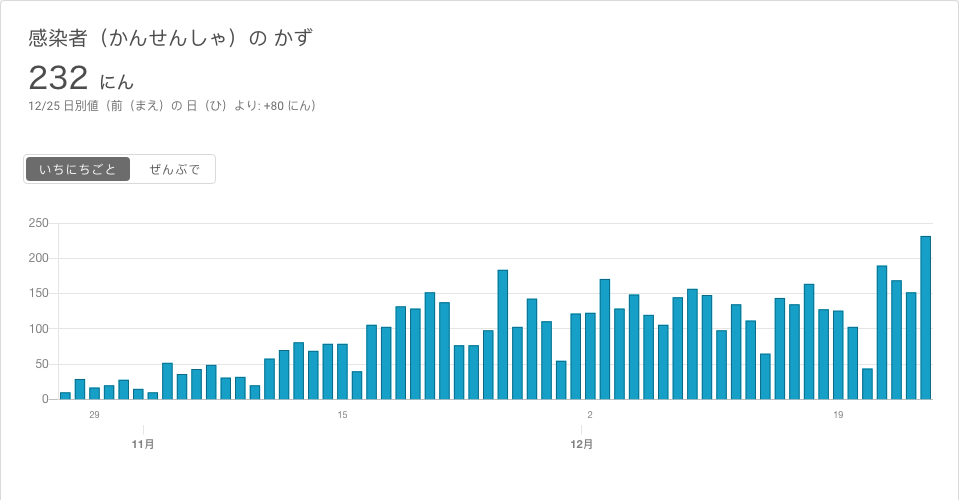 感染者（かんせんしゃ）の かず
232 にん
12/25 日別値（前（まえ）の 日（ひ）より: +80 にん）
いちにちごと ぜんぶで
250
200
150
100
50
0
29 15 2 19
11月 12月